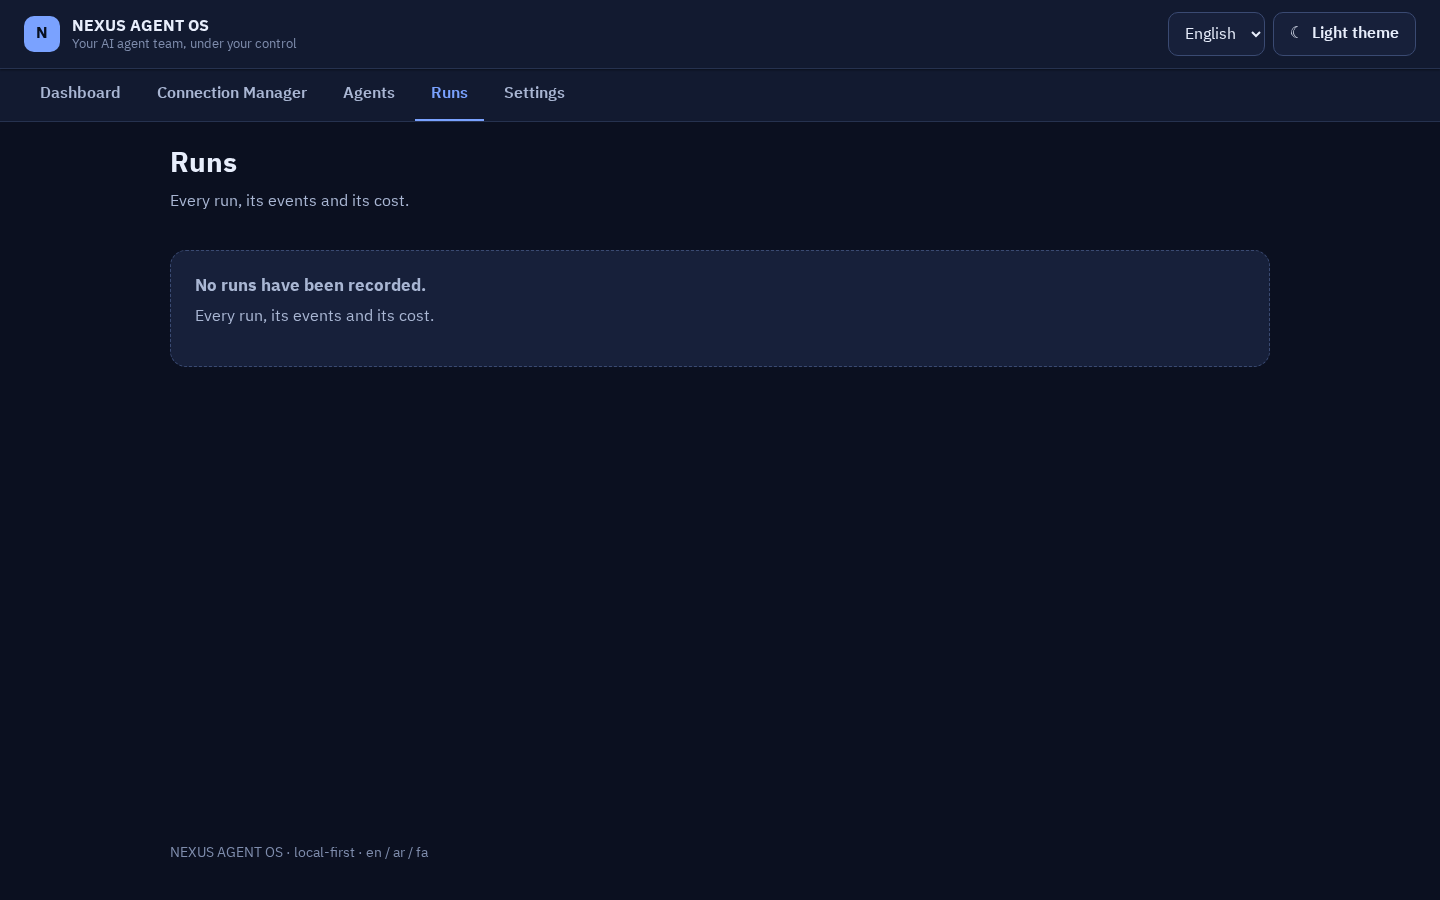 N
NEXUS AGENT OS
Your AI agent team, under your control
English
☾ Light theme
Dashboard
Connection Manager
Agents
Runs
Settings
Runs
Every run, its events and its cost.
No runs have been recorded.
Every run, its events and its cost.
NEXUS AGENT OS · local-first · en / ar / fa